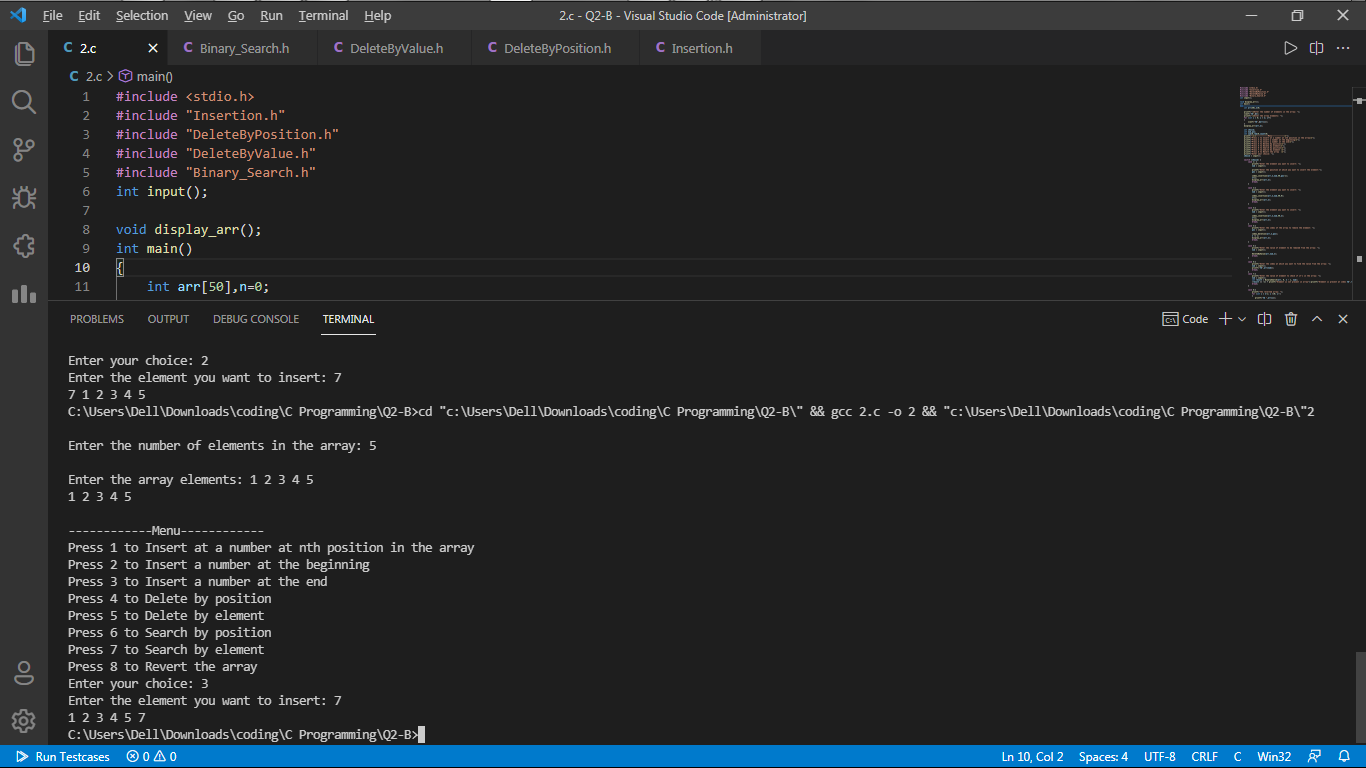 File Edit Selection View Go Run Terminal Help 2.c - Q2-B - Visual Studio Code [Administrator]
C 2.c C Binary_Search.h C DeleteByValue.h C DeleteByPosition.h C Insertion.h
C 2.c > main()
1 #include <stdio.h>
2 #include "Insertion.h"
3 #include "DeleteByPosition.h"
4 #include "DeleteByValue.h"
5 #include "Binary_Search.h"
6 int input();
7
8 void display_arr();
9 int main()
10 {
11 int arr[50],n=0;
PROBLEMS OUTPUT DEBUG CONSOLE TERMINAL Code
Enter your choice: 2
Enter the element you want to insert: 7
7 1 2 3 4 5
C:\Users\Dell\Downloads\coding\C Programming\Q2-B>cd "c:\Users\Dell\Downloads\coding\C Programming\Q2-B\" && gcc 2.c -o 2 && "c:\Users\Dell\Downloads\coding\C Programming\Q2-B\"2
Enter the number of elements in the array: 5
Enter the array elements: 1 2 3 4 5
1 2 3 4 5
------------Menu------------
Press 1 to Insert at a number at nth position in the array
Press 2 to Insert a number at the beginning
Press 3 to Insert a number at the end
Press 4 to Delete by position
Press 5 to Delete by element
Press 6 to Search by position
Press 7 to Search by element
Press 8 to Revert the array
Enter your choice: 3
Enter the element you want to insert: 7
1 2 3 4 5 7
C:\Users\Dell\Downloads\coding\C Programming\Q2-B>
Run Testcases 0 0 Ln 10, Col 2 Spaces: 4 UTF-8 CRLF C Win32